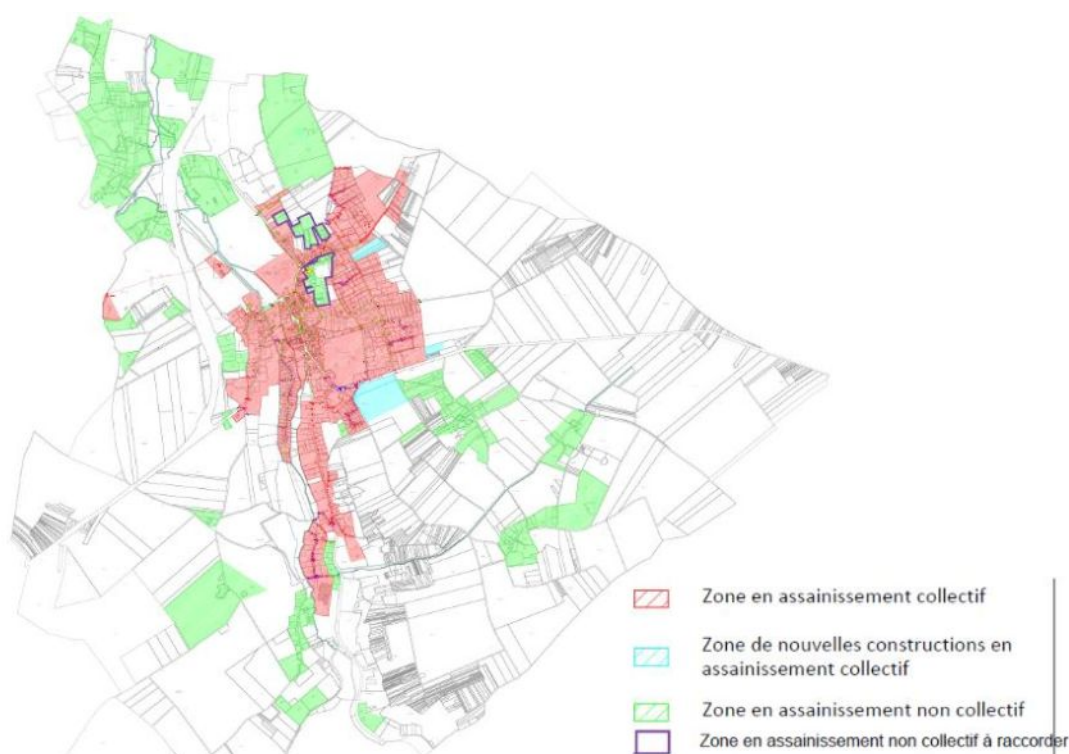 Zone en assainissement collectif
Zone de nouvelles constructions en
assainissement collectif
Zone en assainissement non collectif
Zone en assainissement non collectif à raccorder